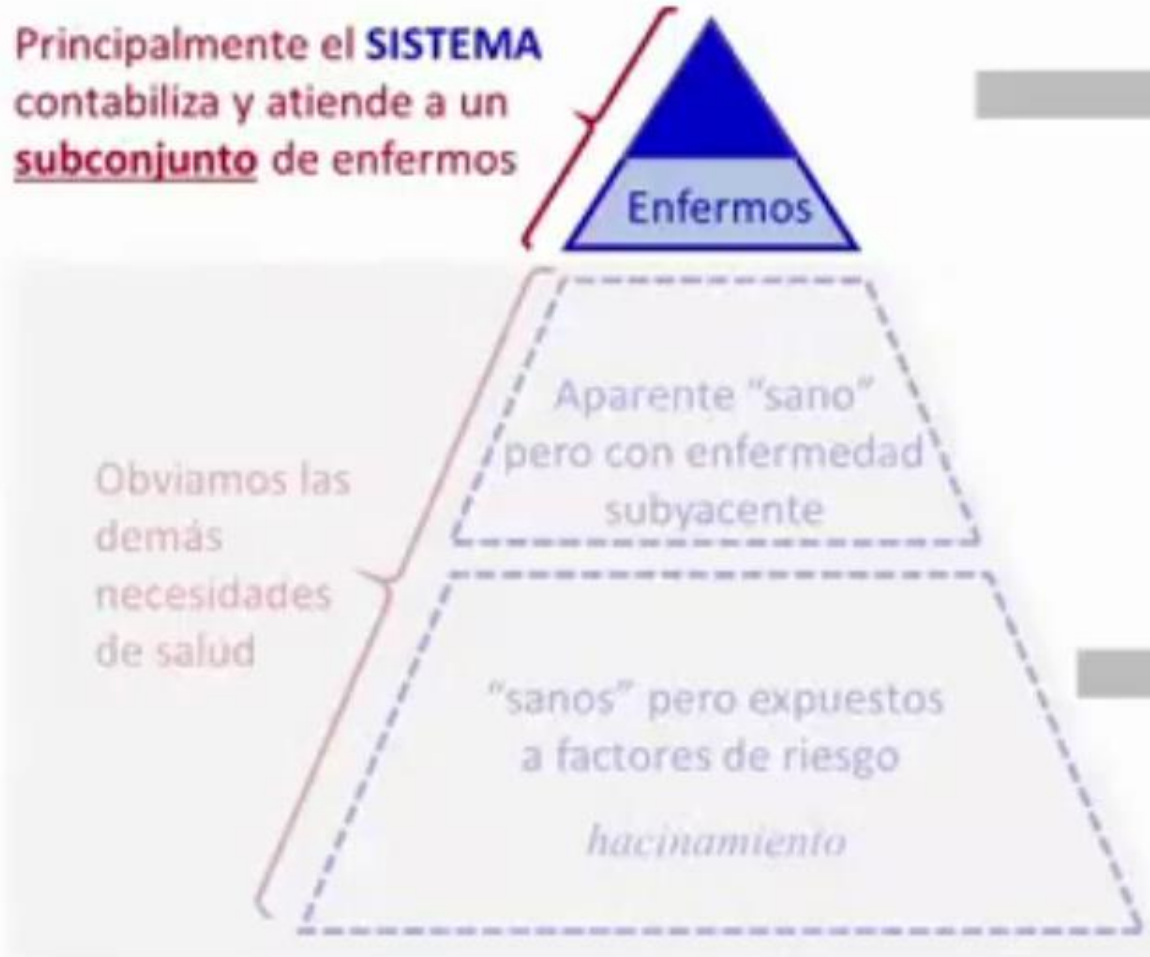 Principalmente el SISTEMA
contabiliza y atiende a un
subconjunto de enfermos
Enfermos
Aparente “sano”
pero con enfermedad
subyacente
Obviamos las
demás
necesidades
de salud
“sanos” pero expuestos
a factores de riesgo
hacinamiento